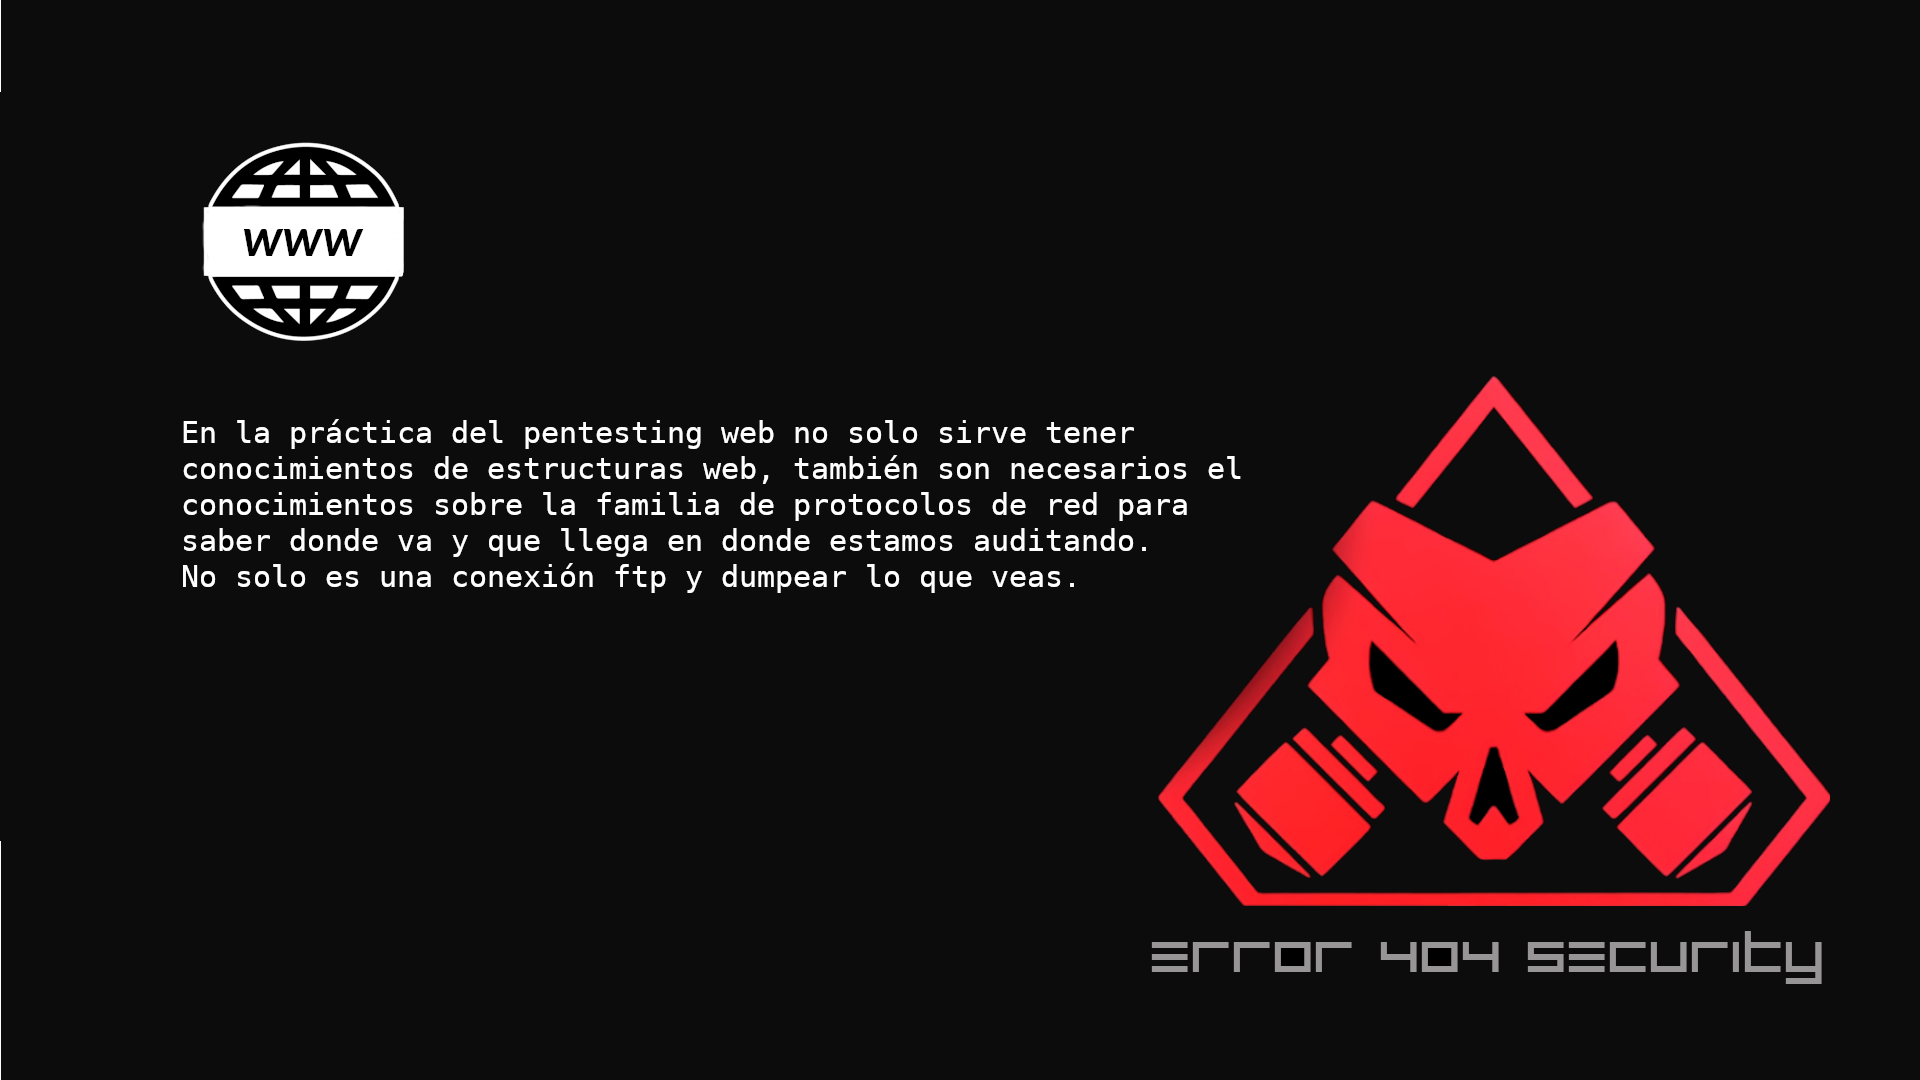 WWW
En la práctica del pentesting web no solo sirve tener
conocimientos de estructuras web, también son necesarios el
conocimientos sobre la familia de protocolos de red para
saber donde va y que llega en donde estamos auditando.
No solo es una conexión ftp y dumpear lo que veas.
Error 404 Security